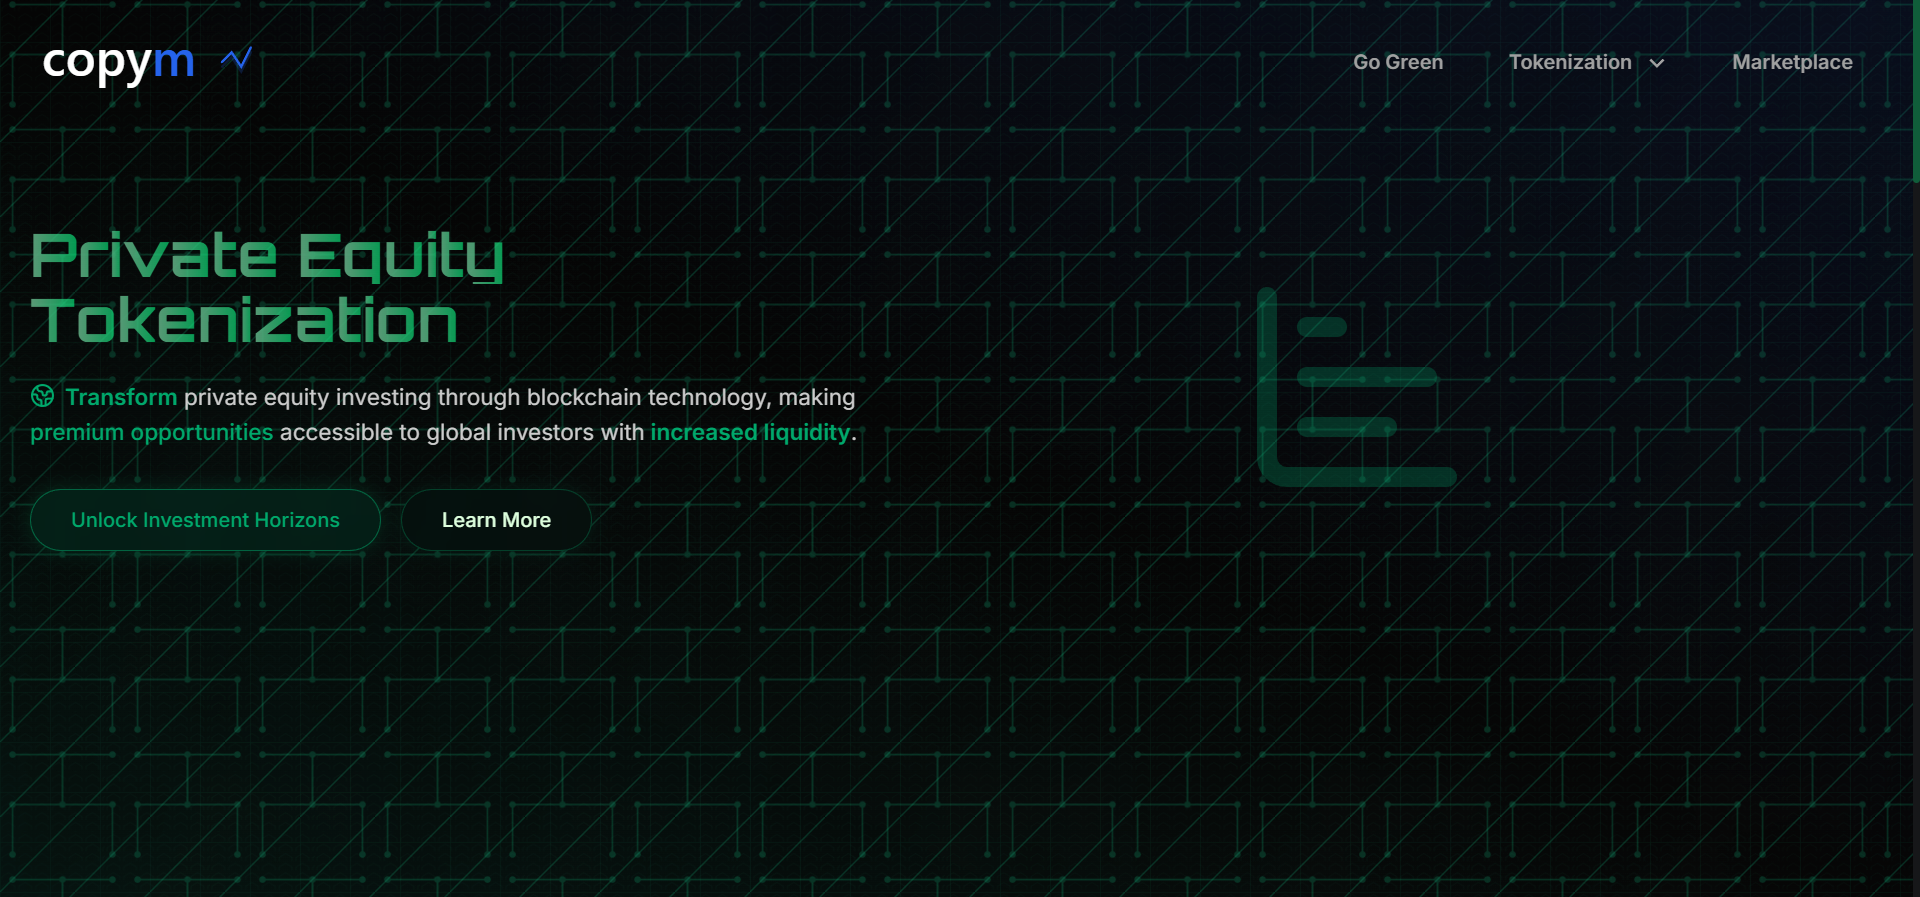 copym
Go Green
Tokenization
Marketplace
Private Equity
Tokenization
Transform private equity investing through blockchain technology, making
premium opportunities accessible to global investors with increased liquidity.
Unlock Investment Horizons
Learn More